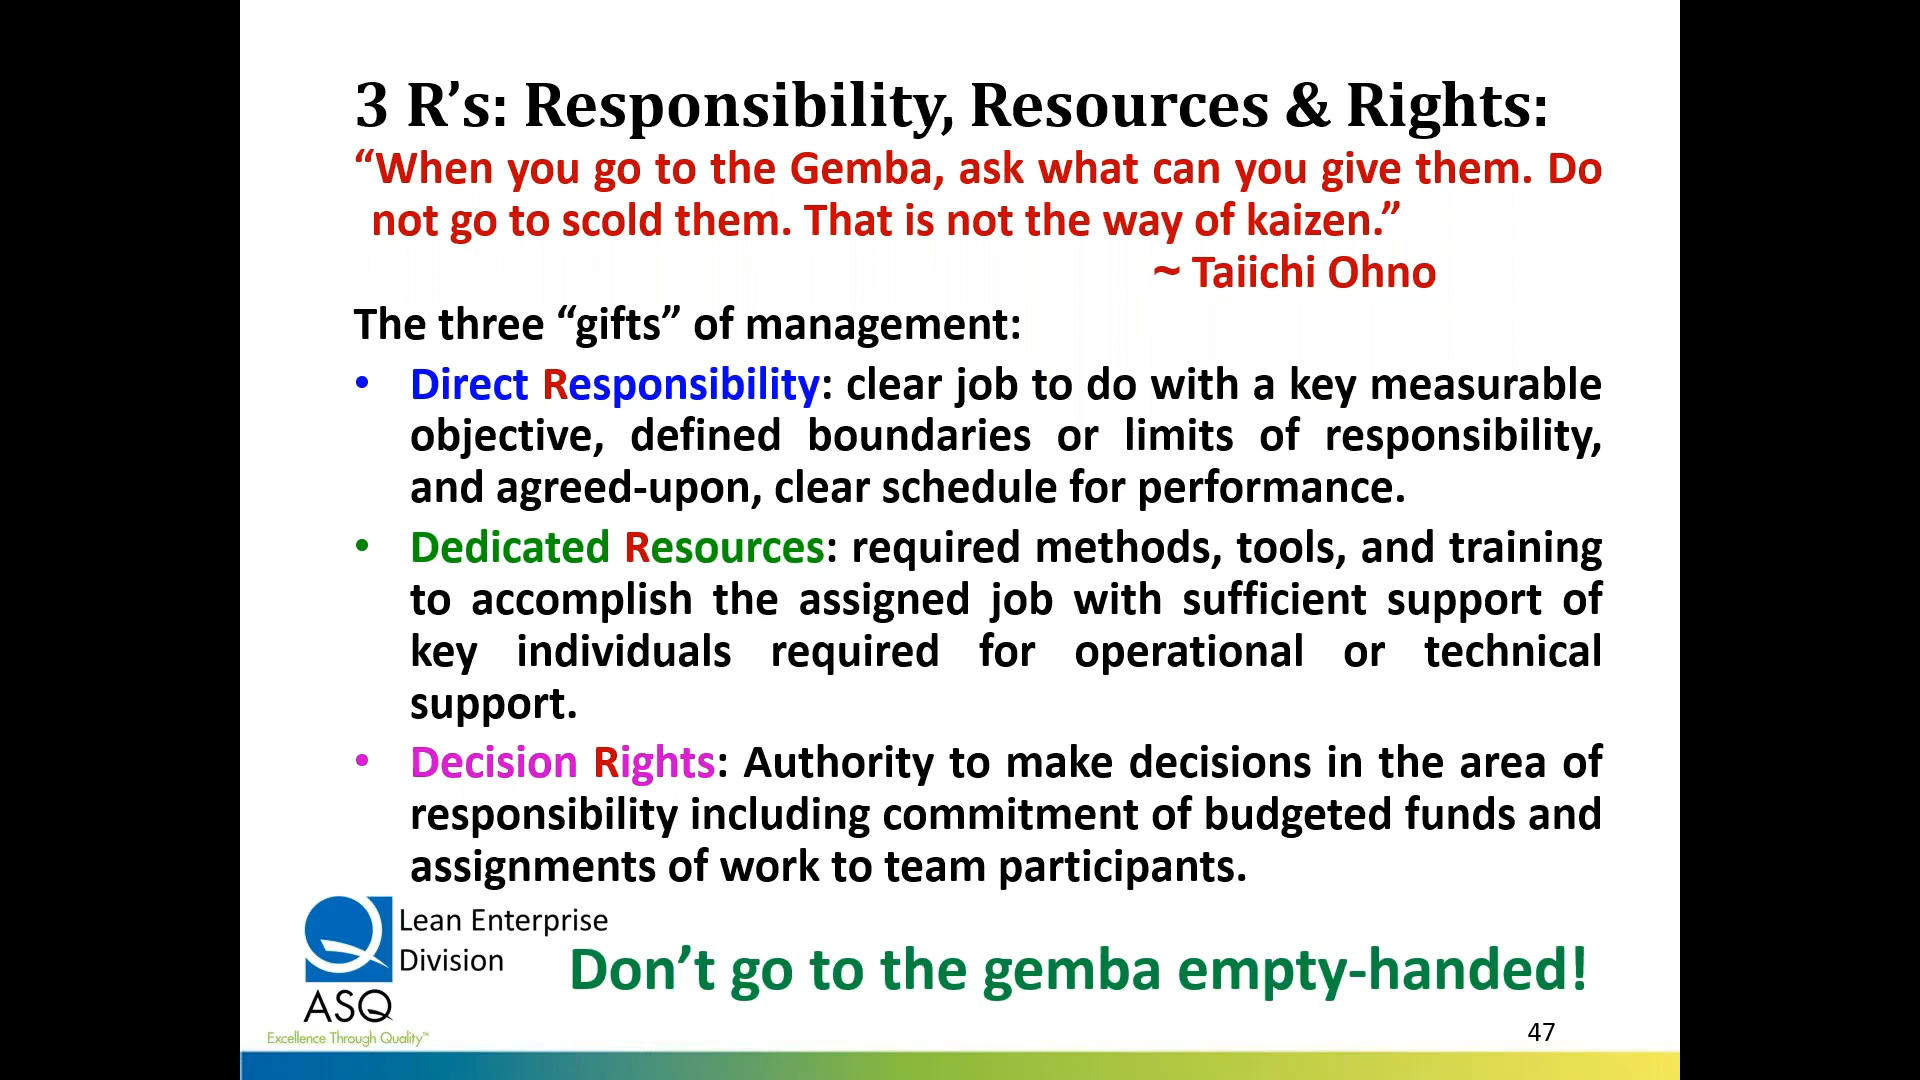 3 R’s: Responsibility, Resources & Rights:
“When you go to the Gemba, ask what can you give them. Do
not go to scold them. That is not the way of kaizen.”
~ Taiichi Ohno
The three “gifts” of management:
• Direct Responsibility: clear job to do with a key measurable
objective, defined boundaries or limits of responsibility,
and agreed-upon, clear schedule for performance.
• Dedicated Resources: required methods, tools, and training
to accomplish the assigned job with sufficient support of
key individuals required for operational or technical
support.
• Decision Rights: Authority to make decisions in the area of
responsibility including commitment of budgeted funds and
assignments of work to team participants.
Lean Enterprise
Division
Don’t go to the gemba empty-handed!
ASQ
Excellence Through Quality™
47